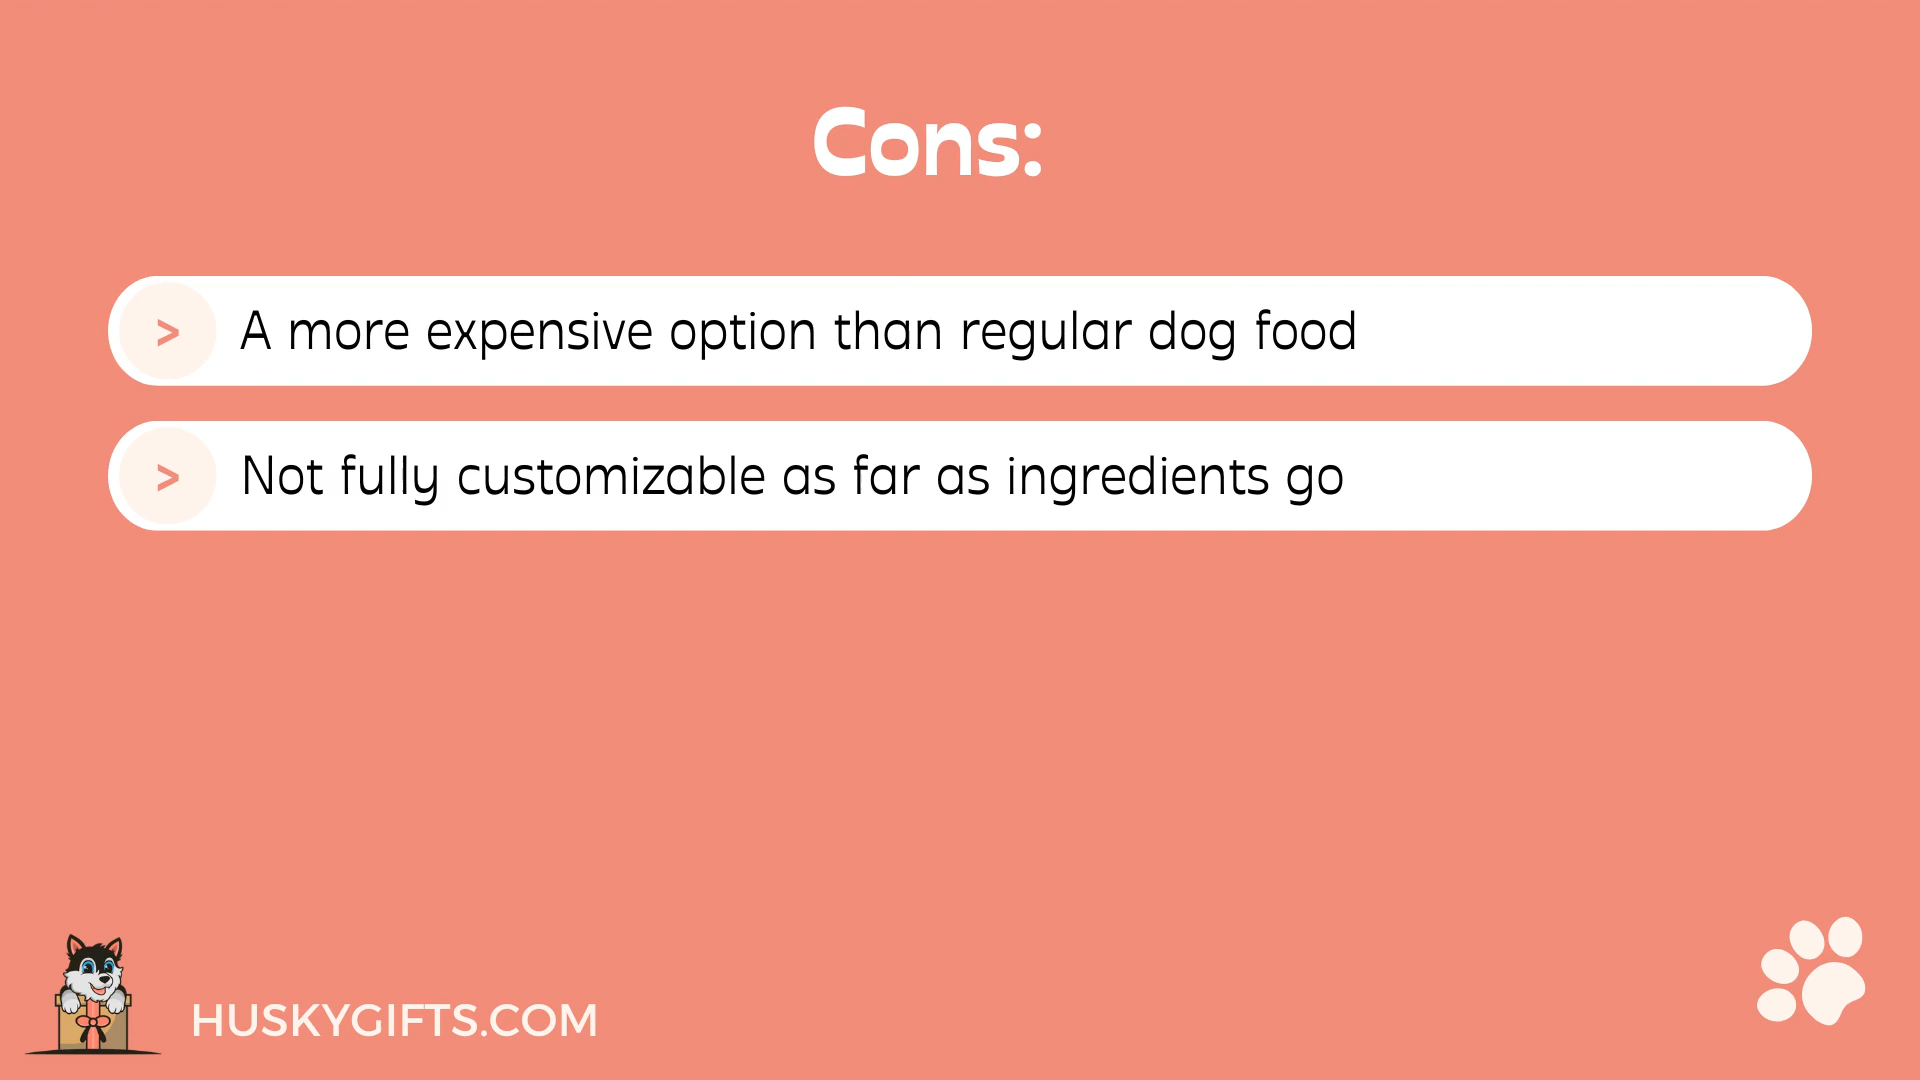 Cons:
> A more expensive option than regular dog food
> Not fully customizable as far as ingredients go
HUSKYGIFTS.COM